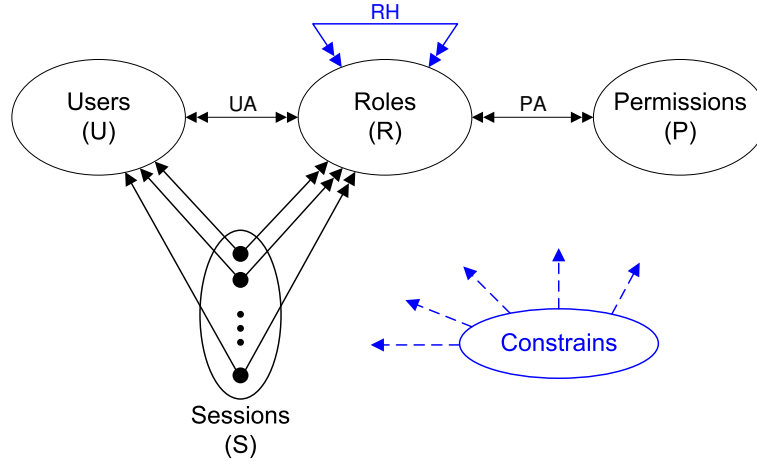 RH
Users
(U)
UA
Roles
(R)
PA
Permissions
(P)
Constrains
Sessions
(S)